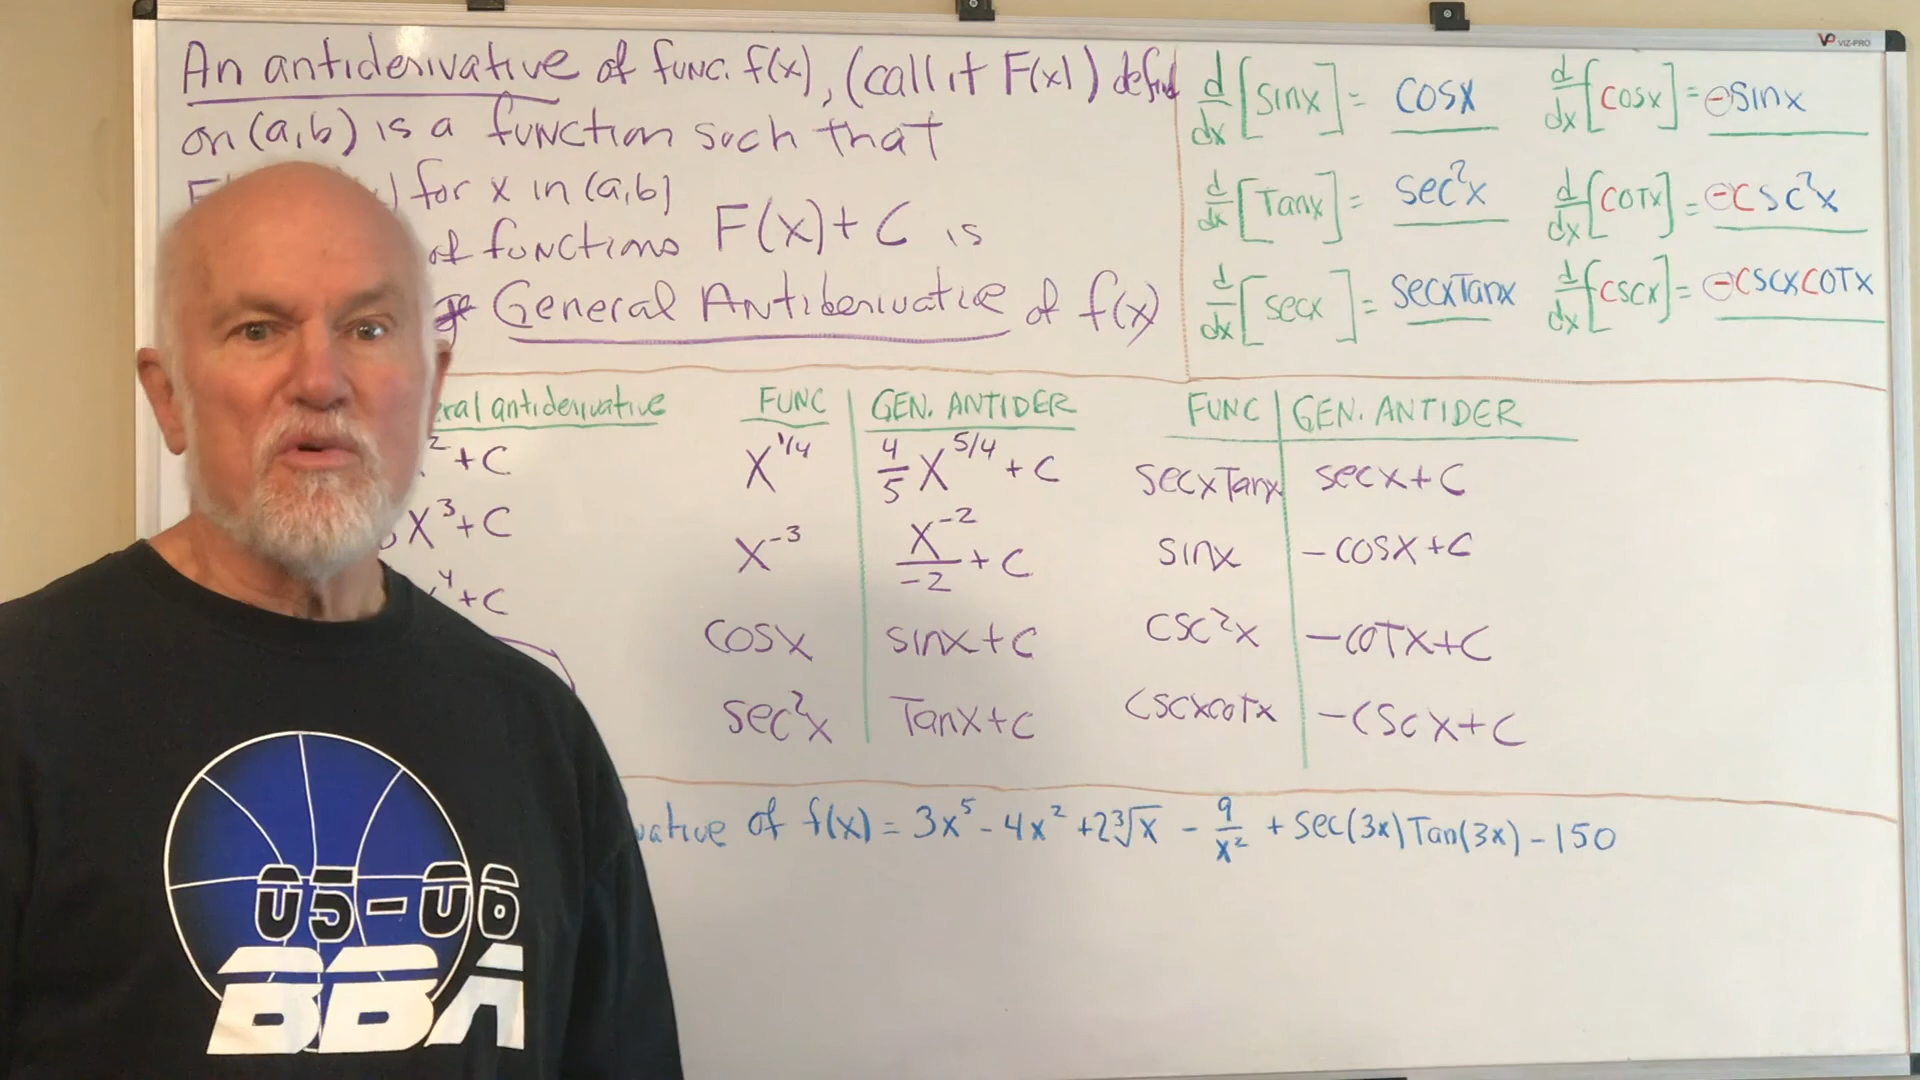 An antiderivative of func. f(x), (call it F(x)) defined
on (a,b) is a function such that
for x in (a,b)
of functions F(x)+C is
General Antiderivative of f(x)
d/dx[sinx] = cosx d/dx[cosx] = -sinx
d/dx[Tanx] = sec²x d/dx[cotx] = -csc²x
d/dx[secx] = secxTanx d/dx[cscx] = -cscxcotx
antiderivative
² + C
x³ + C
⁴ + C
FUNC GEN. ANTIDER
x^1/4 4/5 x^5/4 + C
x^-3 x^-2/-2 + C
cosx sinx + C
sec²x Tanx + C
FUNC GEN. ANTIDER
secxTanx secx + C
sinx -cosx + C
csc²x -cotx + C
cscxcotx -cscx + C
of f(x) = 3x⁵ - 4x² + 2∛x - 9/x² + sec(3x)Tan(3x) - 150
05-06
BBA
VIZ-PRO